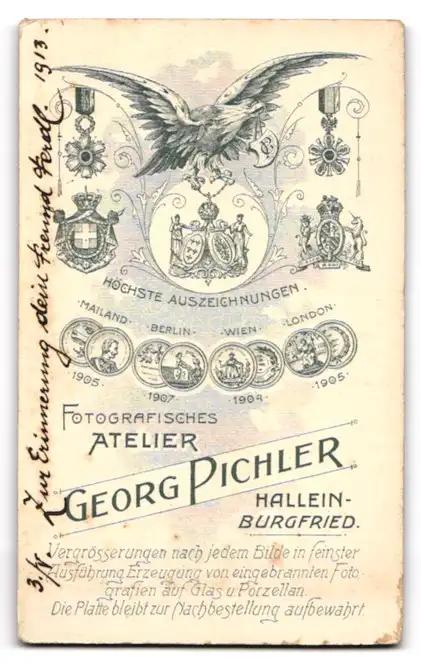 HÖCHSTE AUSZEICHNUNGEN.
·MAILAND· ·BERLIN· ·WIEN· ·LONDON·
·1905· ·1907· ·1904· ·1905·
FOTOGRAFISCHES
ATELIER
GEORG PICHLER
HALLEIN-
BURGFRIED.
Vergrösserungen nach jedem Bilde in feinster
Ausführung. Erzeugung von eingebrannten Foto-
grafien auf Glas u. Porzellan.
Die Platte bleibt zur Nachbestellung aufbewahrt.
Zur Erinnerung dein Freund 1913.